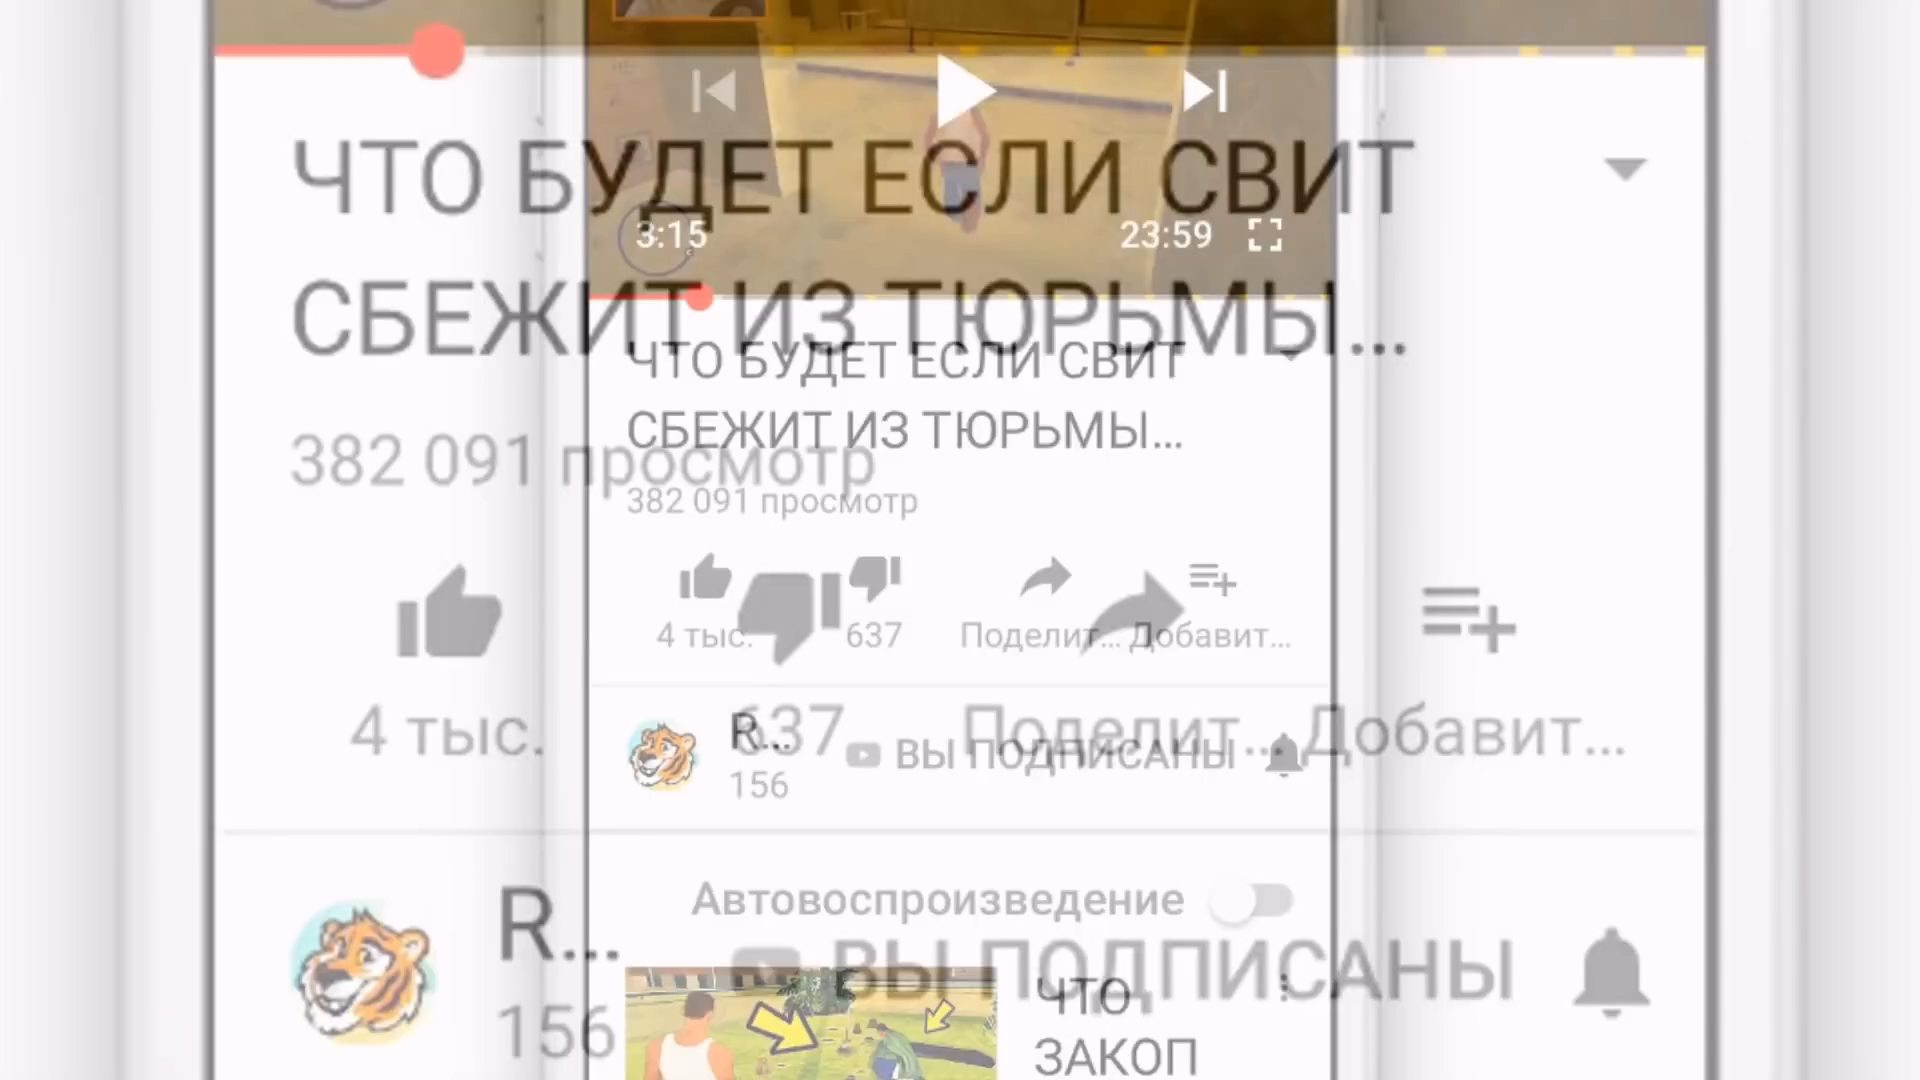 ЧТО БУДЕТ ЕСЛИ СВИТ
3:15
23:59
СБЕЖИТ ИЗ ТЮРЬМЫ...
ЧТО БУДЕТ ЕСЛИ СВИТ
СБЕЖИТ ИЗ ТЮРЬМЫ...
382 091 просмотр
382 091 просмотр
4 тыс.
637
Поделит...
Добавит...
4 тыс.
637
Поделит...
Добавит...
R...
ВЫ ПОДПИСАНЫ
156
Автовоспроизведение
R...
ВЫ ПОДПИСАНЫ
156
ЧТО
ЗАКОП